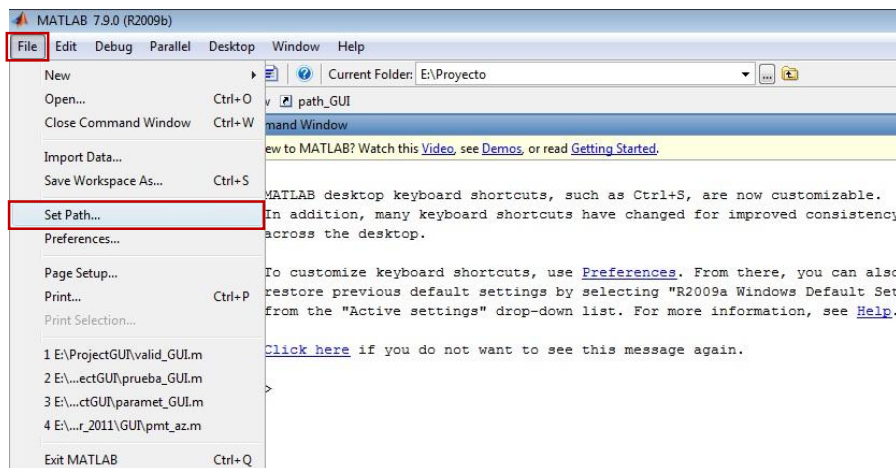 MATLAB 7.9.0 (R2009b)
File Edit Debug Parallel Desktop Window Help
New
Current Folder: E:\Proyecto
Open... Ctrl+O
path_GUI
Close Command Window Ctrl+W
mand Window
ew to MATLAB? Watch this Video, see Demos, or read Getting Started.
Import Data...
Save Workspace As... Ctrl+S
Set Path...
Preferences...
Page Setup...
Print... Ctrl+P
Print Selection...
1 E:\ProjectGUI\valid_GUI.m
2 E:\...ectGUI\prueba_GUI.m
3 E:\...ctGUI\paramet_GUI.m
4 E:\...r_2011\GUI\pmt_az.m
Exit MATLAB Ctrl+Q
MATLAB desktop keyboard shortcuts, such as Ctrl+S, are now customizable.
In addition, many keyboard shortcuts have changed for improved consistency
across the desktop.
To customize keyboard shortcuts, use Preferences. From there, you can also
restore previous default settings by selecting "R2009a Windows Default Set
from the "Active settings" drop-down list. For more information, see Help.
Click here if you do not want to see this message again.
>